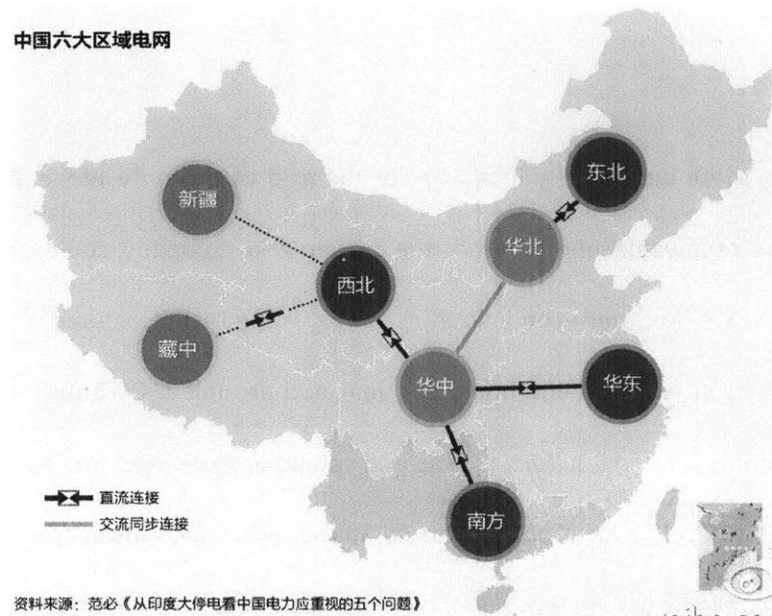 中国六大区域电网
东北
新疆
华北
西北
藏中
华中
华东
南方
直流连接
交流同步连接
资料来源：范必《从印度大停电看中国电力应重视的五个问题》